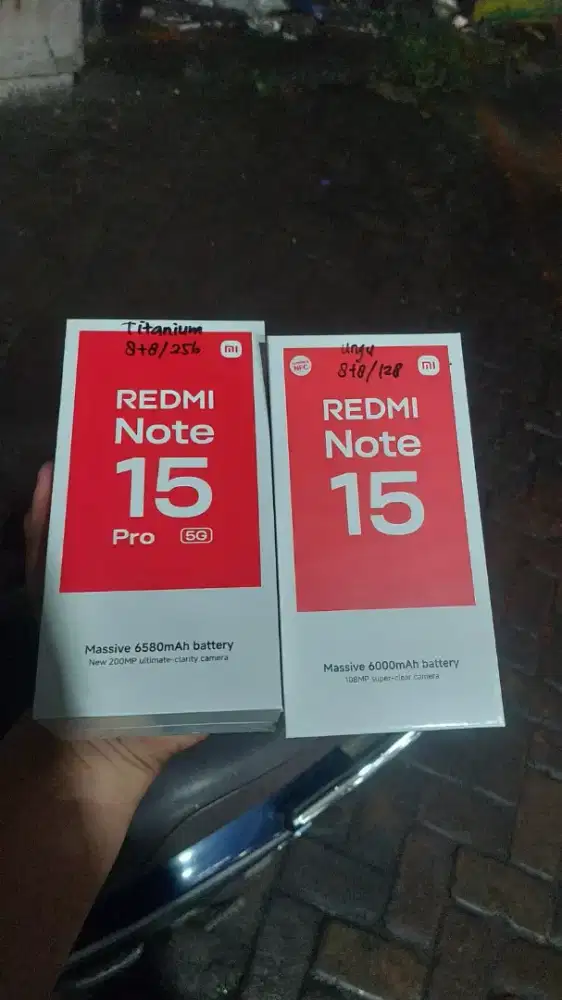 Titanium
8+8/256
mi
REDMI
Note
15
Pro 5G
Massive 6580mAh battery
New 200MP ultimate-clarity camera
ungu
8+8/128
NFC
mi
REDMI
Note
15
Massive 6000mAh battery
108MP super-clear camera